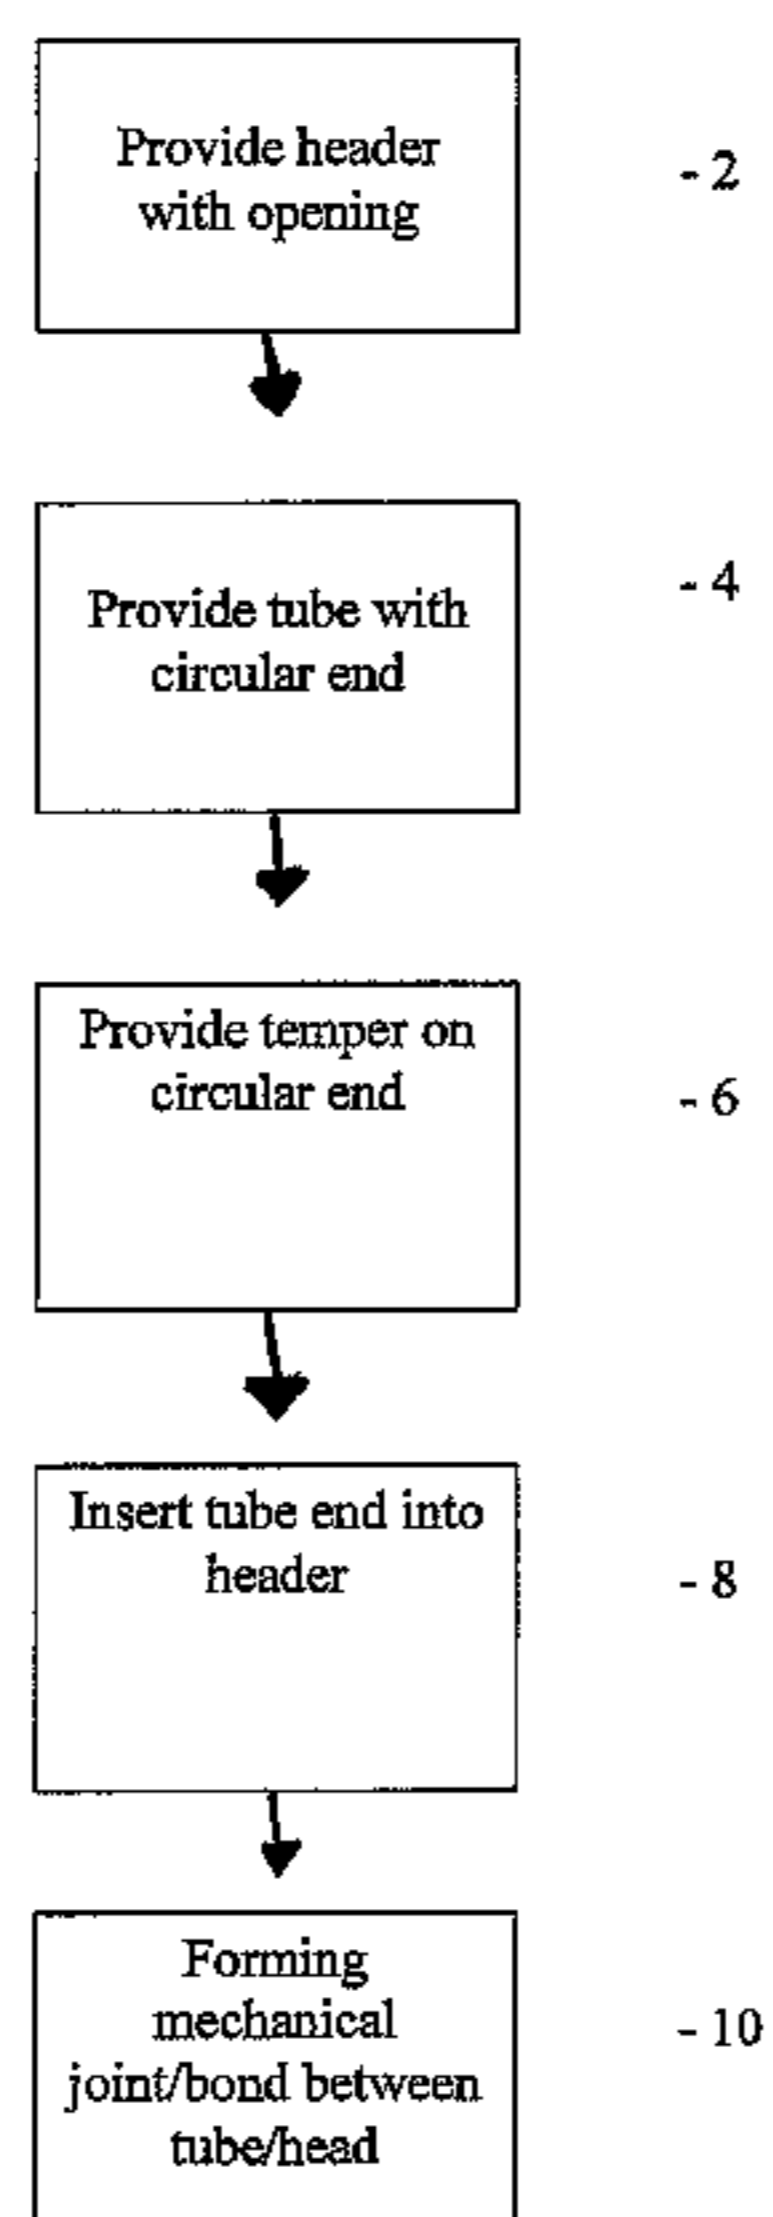 Provide header
with opening
- 2
Provide tube with
circular end
- 4
Provide temper on
circular end
- 6
Insert tube end into
header
- 8
Forming
mechanical
joint/bond between
tube/head
- 10